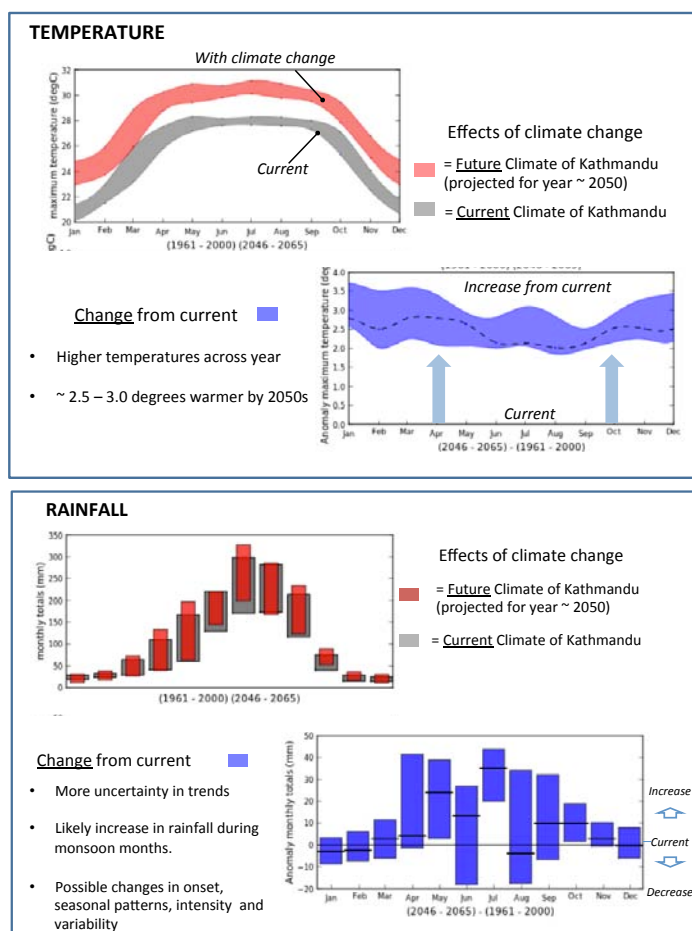 TEMPERATURE
With climate change
32
30
28
26
24
22
20
maximum temperature (degC)
Current
Jan Feb Mar Apr May Jun Jul Aug Sep Oct Nov Dec
(1961 - 2000) (2046 - 2065)
gC)
Effects of climate change
= Future Climate of Kathmandu
(projected for year ~ 2050)
= Current Climate of Kathmandu
Change from current
• Higher temperatures across year
• ~ 2.5 – 3.0 degrees warmer by 2050s
4.0
3.5
3.0
2.5
2.0
1.5
1.0
0.5
0.0
Anomaly maximum temperature (degC)
Increase from current
Current
Jan Feb Mar Apr May Jun Jul Aug Sep Oct Nov Dec
(2046 - 2065) - (1961 - 2000)
RAINFALL
350
300
250
200
150
100
50
0
monthly totals (mm)
(1961 - 2000) (2046 - 2065)
Effects of climate change
= Future Climate of Kathmandu
(projected for year ~ 2050)
= Current Climate of Kathmandu
Change from current
• More uncertainty in trends
• Likely increase in rainfall during
monsoon months.
• Possible changes in onset,
seasonal patterns, intensity and
variability
50
40
30
20
10
0
−10
−20
Anomaly monthly totals (mm)
Increase
Current
Decrease
Jan Feb Mar Apr May Jun Jul Aug Sep Oct Nov Dec
(2046 - 2065) - (1961 - 2000)